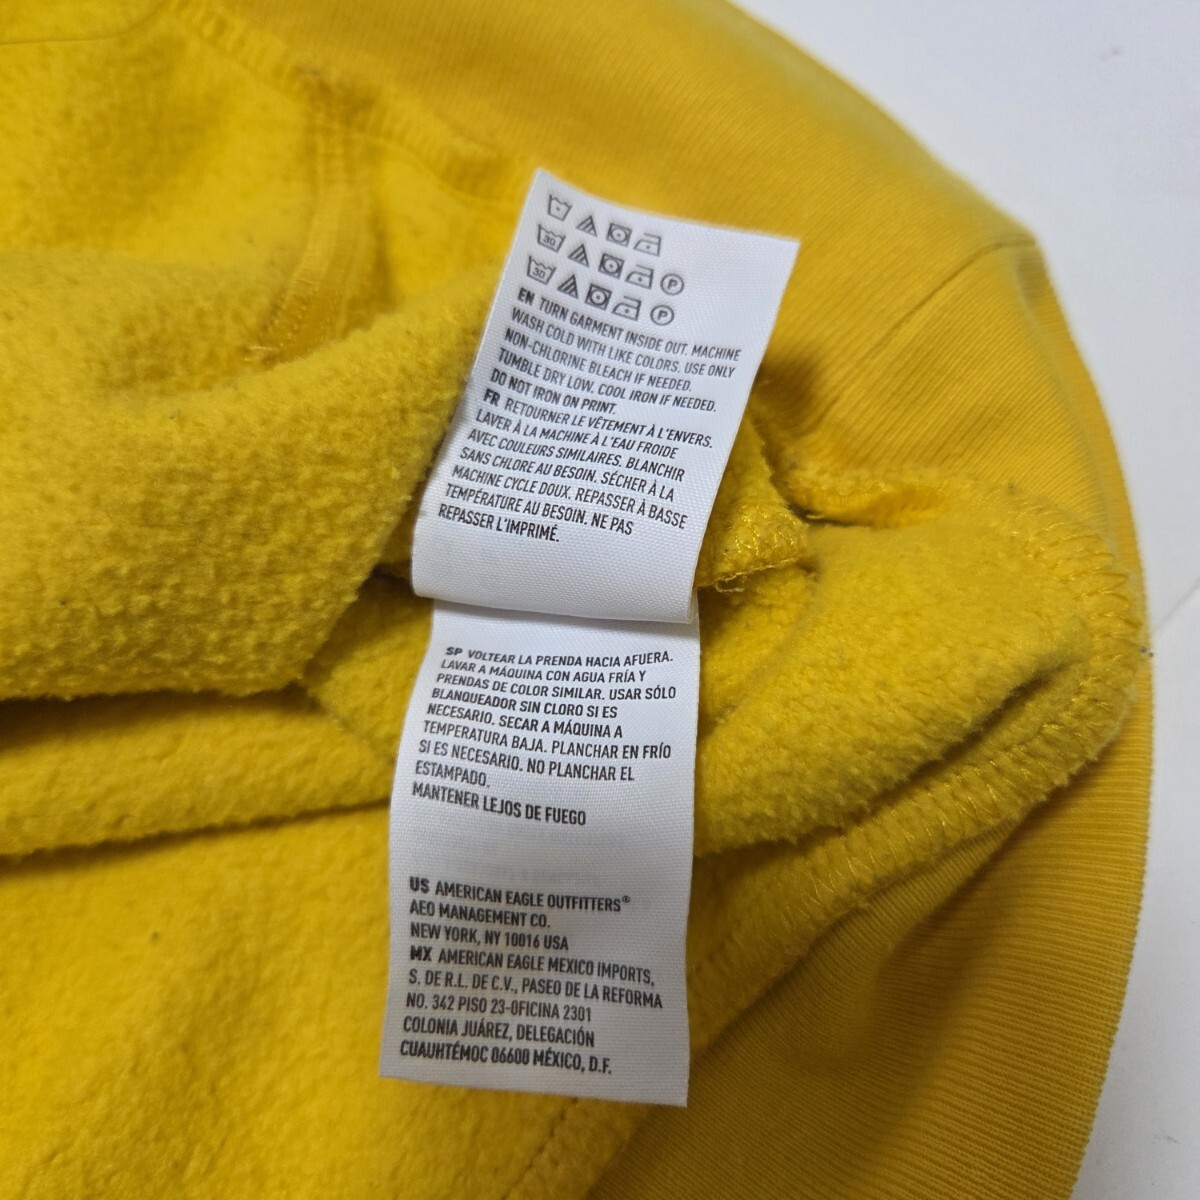 30 P
30 P
EN TURN GARMENT INSIDE OUT. MACHINE
WASH COLD WITH LIKE COLORS. USE ONLY
NON-CHLORINE BLEACH IF NEEDED.
TUMBLE DRY LOW. COOL IRON IF NEEDED.
DO NOT IRON ON PRINT.
FR RETOURNER LE VÊTEMENT À L'ENVERS.
LAVER À LA MACHINE À L'EAU FROIDE
AVEC COULEURS SIMILAIRES. BLANCHIR
SANS CHLORE AU BESOIN. SÉCHER À LA
MACHINE CYCLE DOUX. REPASSER À BASSE
TEMPÉRATURE AU BESOIN. NE PAS
REPASSER L'IMPRIMÉ.
SP VOLTEAR LA PRENDA HACIA AFUERA.
LAVAR A MÁQUINA CON AGUA FRÍA Y
PRENDAS DE COLOR SIMILAR. USAR SÓLO
BLANQUEADOR SIN CLORO SI ES
NECESARIO. SECAR A MÁQUINA A
TEMPERATURA BAJA. PLANCHAR EN FRÍO
SI ES NECESARIO. NO PLANCHAR EL
ESTAMPADO.
MANTENER LEJOS DE FUEGO
US AMERICAN EAGLE OUTFITTERS®
AEO MANAGEMENT CO.
NEW YORK, NY 10016 USA
MX AMERICAN EAGLE MEXICO IMPORTS,
S. DE R.L. DE C.V., PASEO DE LA REFORMA
NO. 342 PISO 23-OFICINA 2301
COLONIA JUÁREZ, DELEGACIÓN
CUAUHTÉMOC 06600 MÉXICO, D.F.